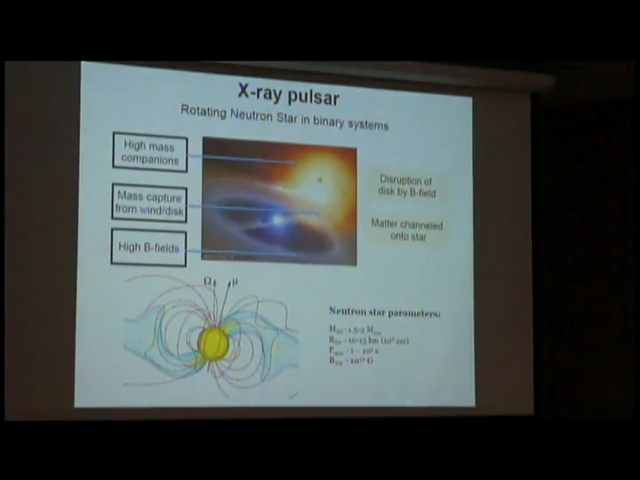 X-ray pulsar
Rotating Neutron Star in binary systems
High mass
companions
Mass capture
from wind/disk
High B-fields
Disruption of
disk by B-field
Matter channeled
onto star
Ω μ
Neutron star parameters: